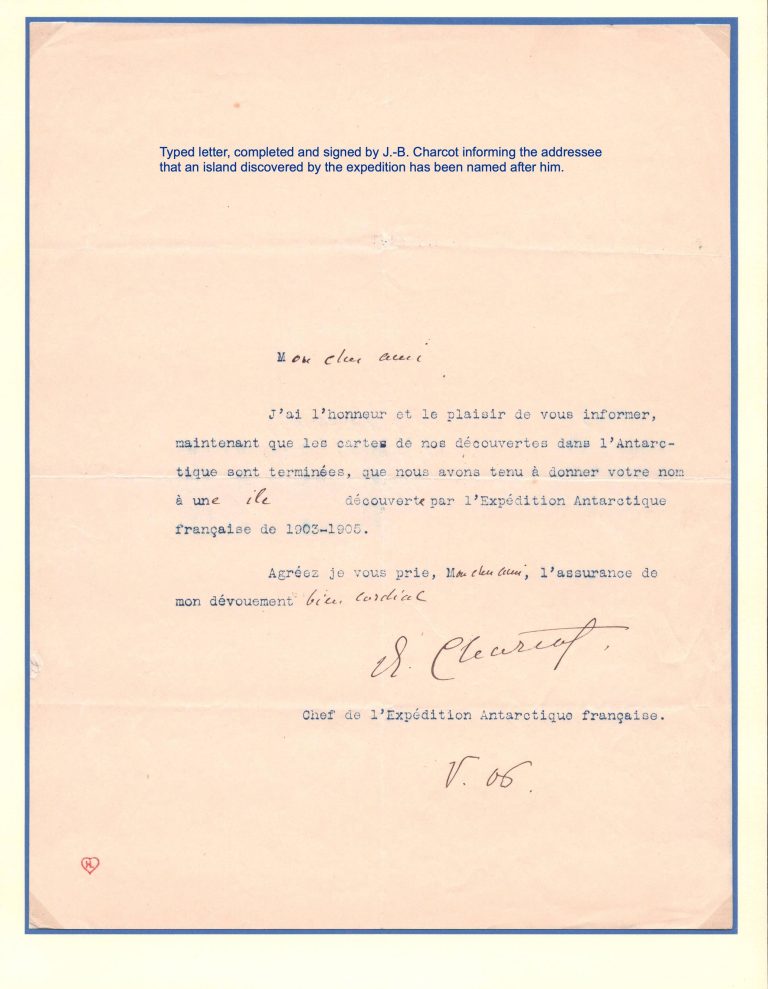 Typed letter, completed and signed by J.-B. Charcot informing the addressee
that an island discovered by the expedition has been named after him.
Mon cher ami
J'ai l'honneur et le plaisir de vous informer,
maintenant que les cartes de nos découvertes dans l'Antarc-
tique sont terminées, que nous avons tenu à donner votre nom
à une île découverte par l'Expédition Antarctique
française de 1903-1905.
Agréez je vous prie, Mon cher ami, l'assurance de
mon dévouement bien cordial
Charcot.
Chef de l'Expédition Antarctique française.
V. 06.